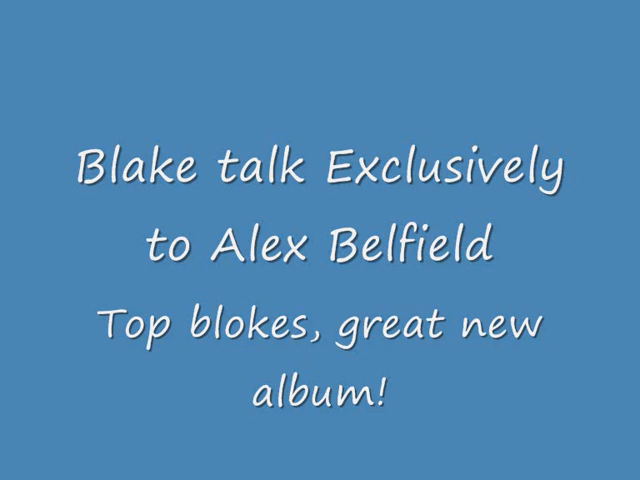 Blake talk Exclusively
to Alex Belfield
Top blokes, great new
album!